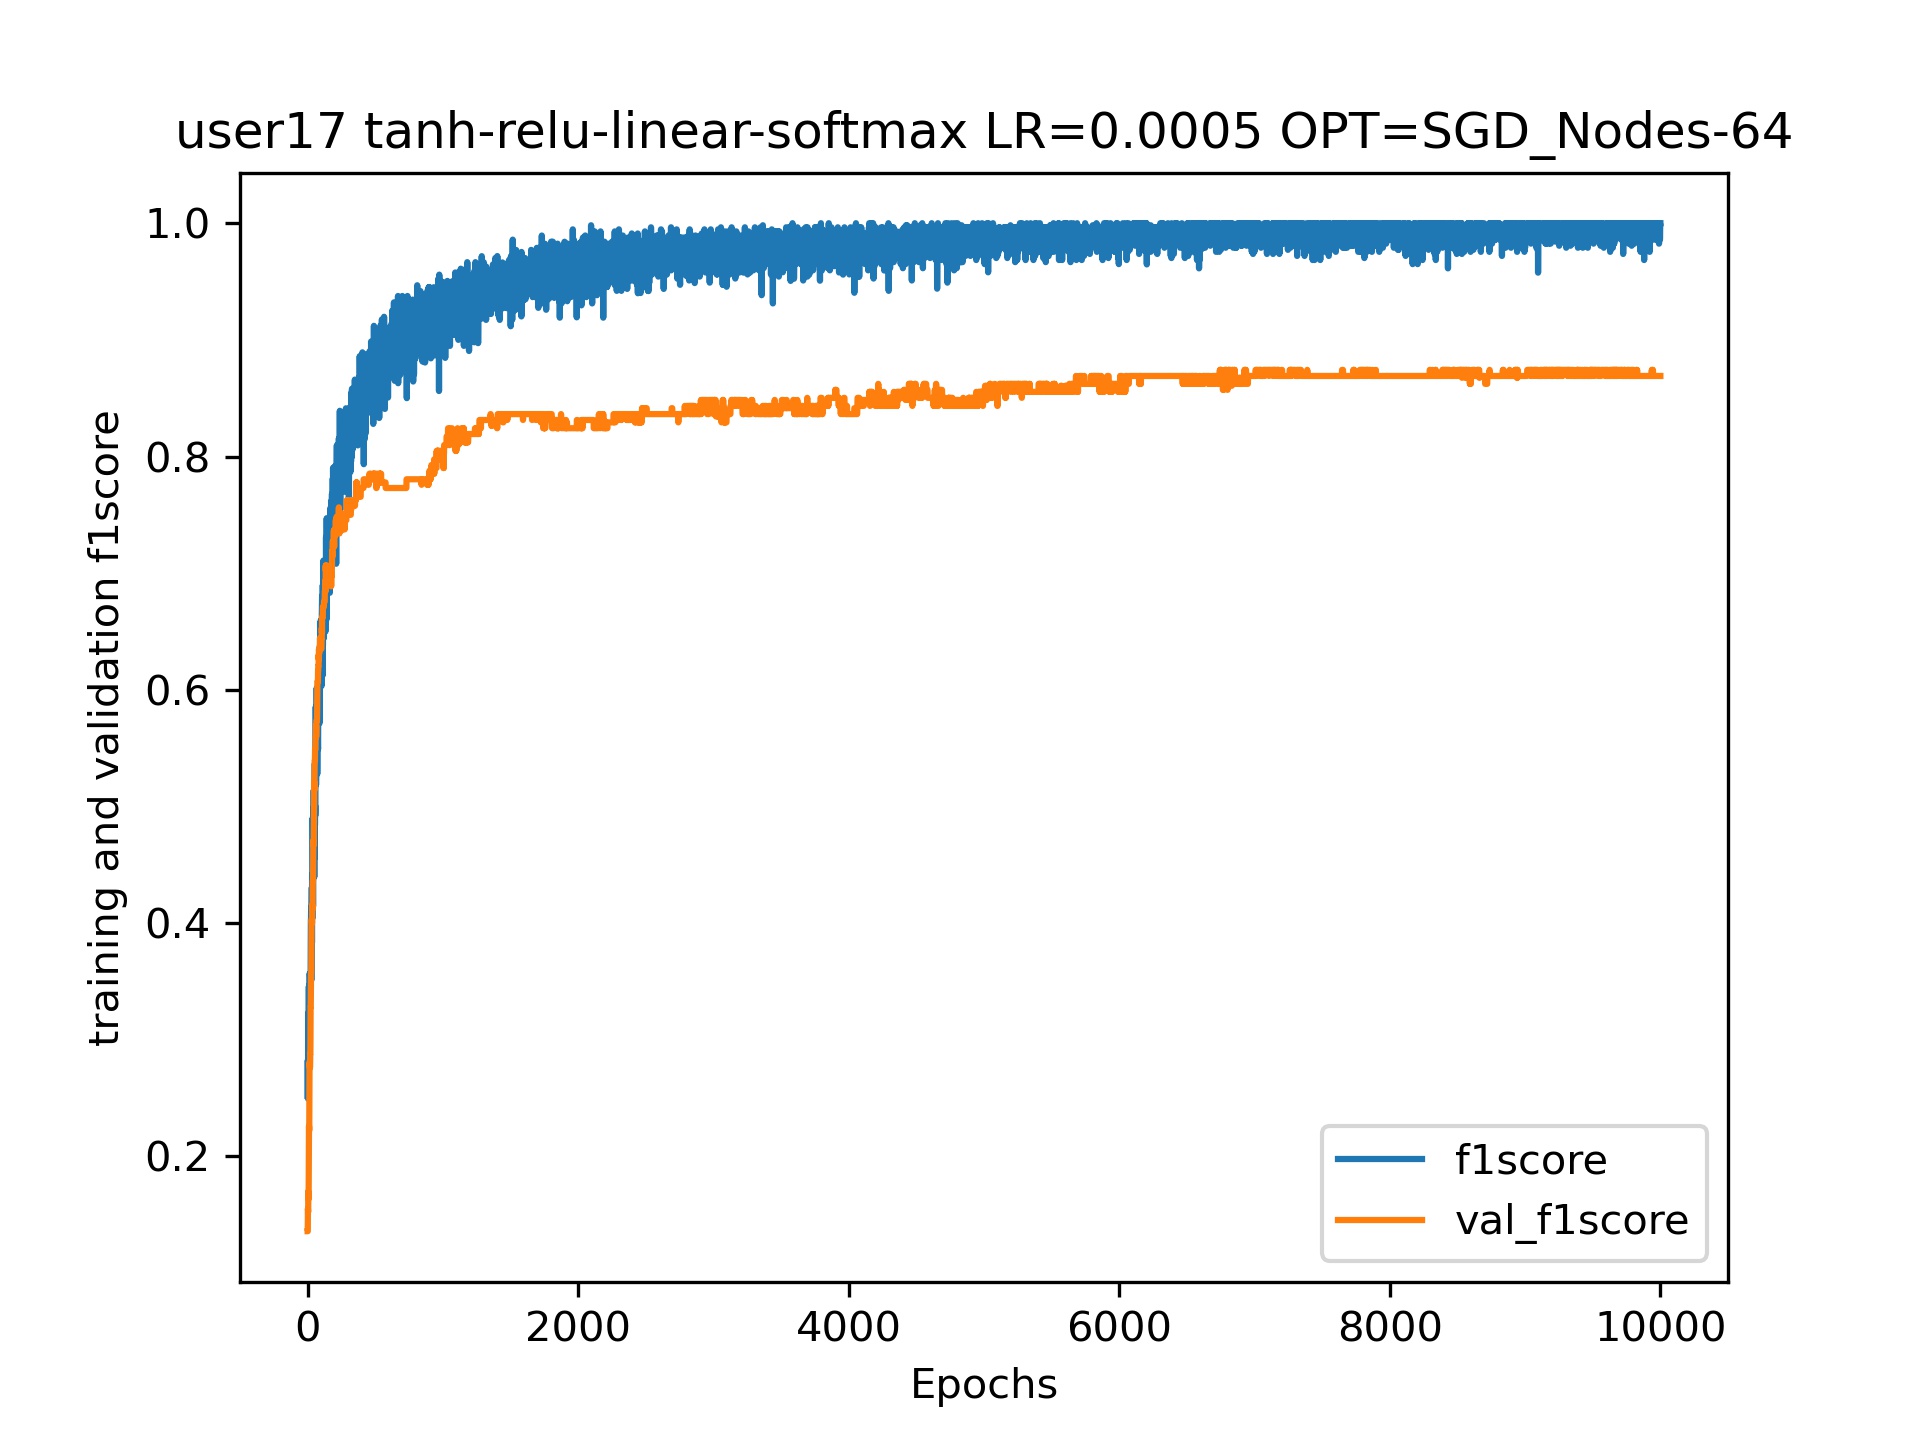 user17 tanh-relu-linear-softmax LR=0.0005 OPT=SGD_Nodes-64
training and validation f1score
1.0
0.8
0.6
0.4
0.2
f1score
val_f1score
0 2000 4000 6000 8000 10000
Epochs